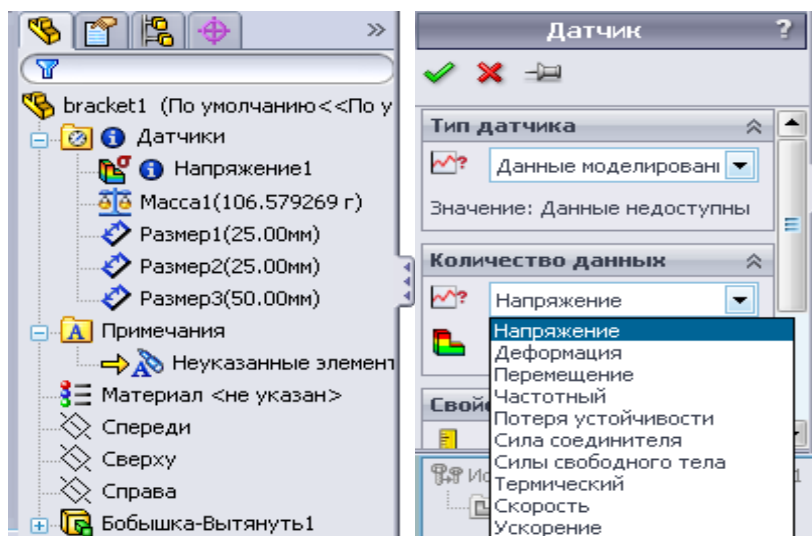 bracket1 (По умолчанию<<По у
Датчики
Напряжение1
Масса1(106.579269 г)
Размер1(25.00мм)
Размер2(25.00мм)
Размер3(50.00мм)
Примечания
Неуказанные элемент
Материал <не указан>
Спереди
Сверху
Справа
Бобышка-Вытянуть1
Датчик ?
Тип датчика
Данные моделировані
Значение: Данные недоступны
Количество данных
Напряжение
Напряжение
Деформация
Перемещение
Частотный
Потеря устойчивости
Сила соединителя
Силы свободного тела
Термический
Скорость
Ускорение
Свой